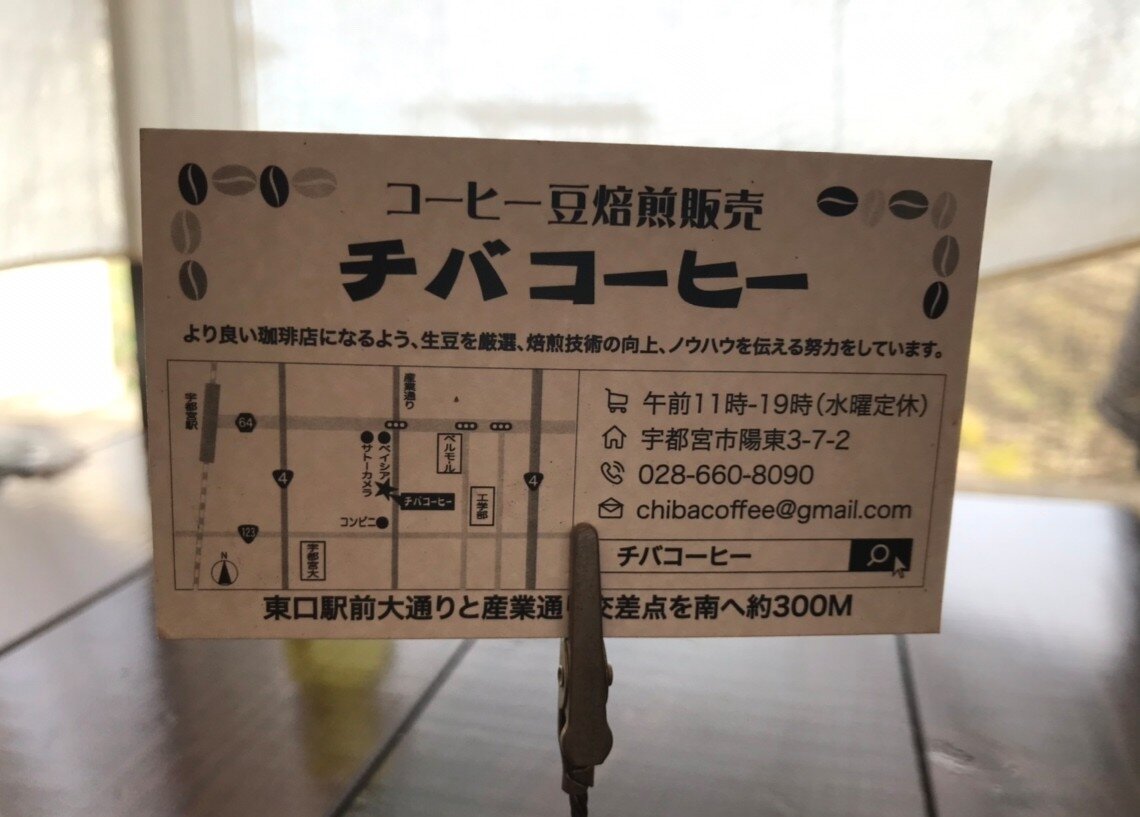 コーヒー豆焙煎販売
チバコーヒー
より良い珈琲店になるよう、生豆を厳選、焙煎技術の向上、ノウハウを伝える努力をしています。
宇都宮駅
64
4
産業通り
サトーカメラ
ベイシア
ベルモール
4
チバコーヒー
工学部
コンビニ
123
宇都宮大
N
午前11時-19時(水曜定休)
宇都宮市陽東3-7-2
028-660-8090
chibacoffee@gmail.com
チバコーヒー
東口駅前大通りと産業通 交差点を南へ約300M